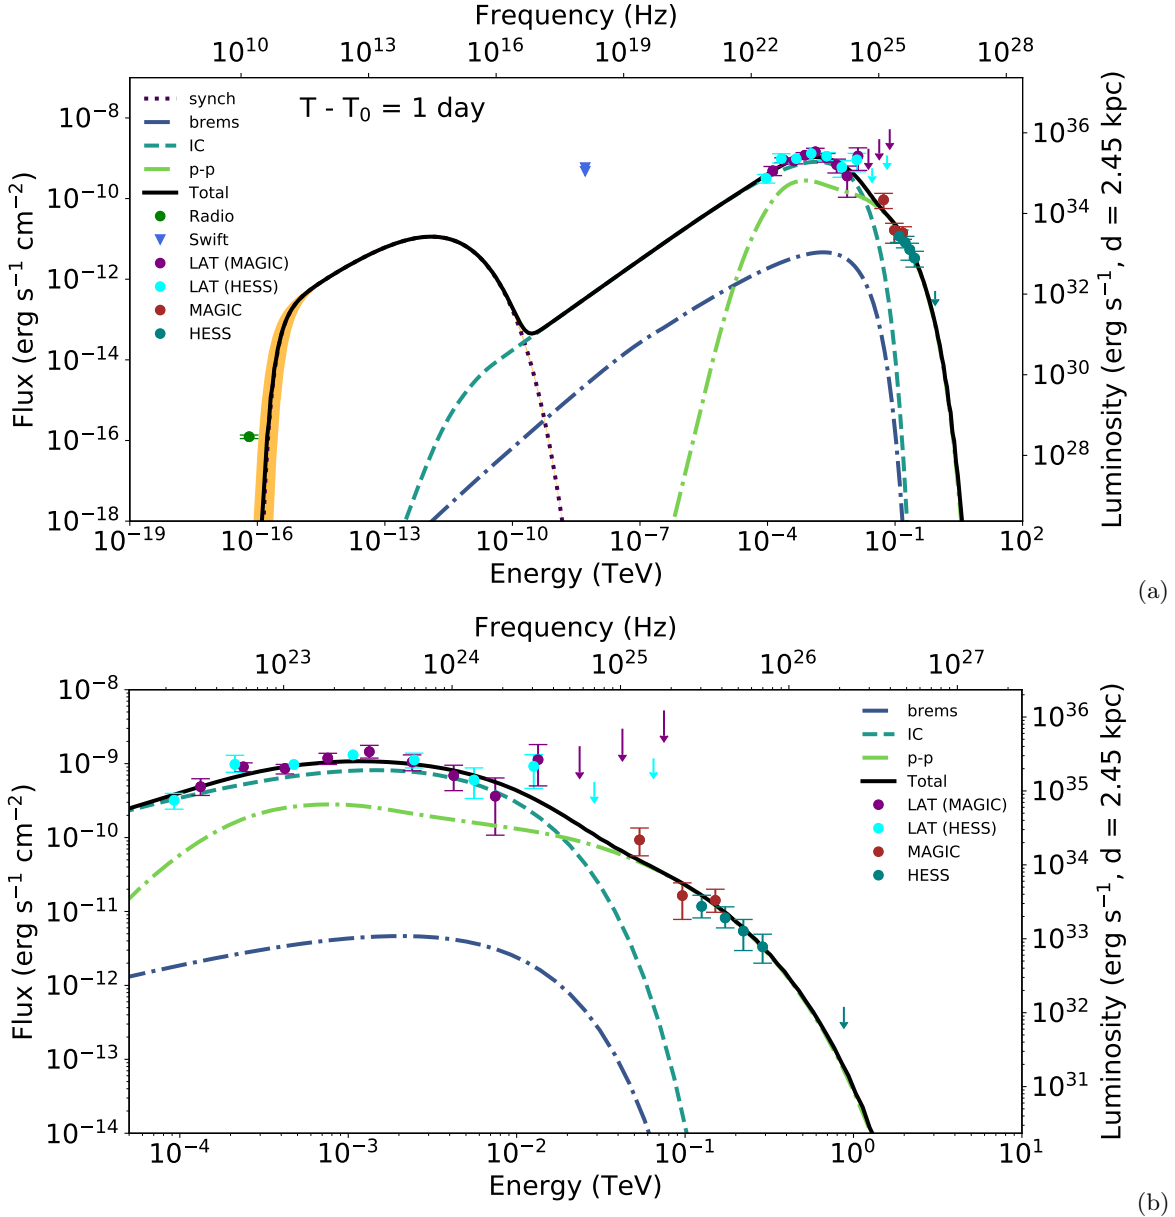 Frequency (Hz)
10^10 10^13 10^16 10^19 10^22 10^25 10^28
T - T_0 = 1 day
synch
brems
IC
p-p
Total
Radio
Swift
LAT (MAGIC)
LAT (HESS)
MAGIC
HESS
Flux (erg s^−1 cm^−2)
10^−8
10^−10
10^−12
10^−14
10^−16
10^−18
Luminosity (erg s^−1, d = 2.45 kpc)
10^36
10^34
10^32
10^30
10^28
10^−19 10^−16 10^−13 10^−10 10^−7 10^−4 10^−1 10^2
Energy (TeV)
(a)
Frequency (Hz)
10^23 10^24 10^25 10^26 10^27
brems
IC
p-p
Total
LAT (MAGIC)
LAT (HESS)
MAGIC
HESS
Flux (erg s^−1 cm^−2)
10^−8
10^−9
10^−10
10^−11
10^−12
10^−13
10^−14
Luminosity (erg s^−1, d = 2.45 kpc)
10^36
10^35
10^34
10^33
10^32
10^31
10^−4 10^−3 10^−2 10^−1 10^0 10^1
Energy (TeV)
(b)